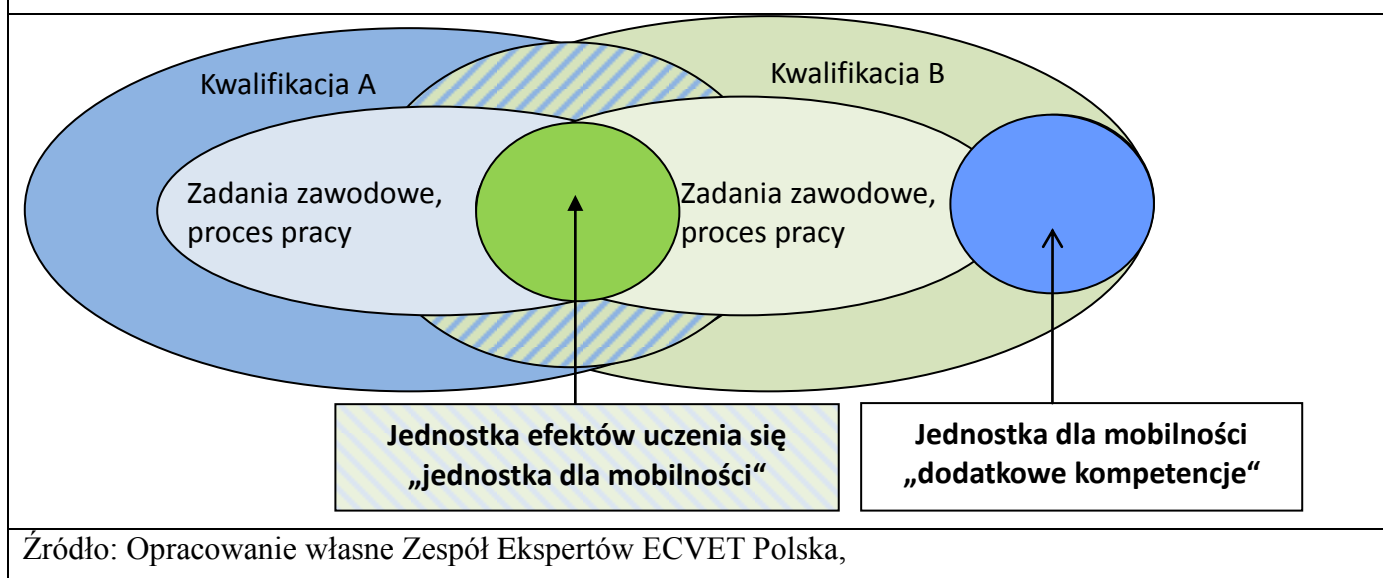 Kwalifikacja A
Kwalifikacja B
Zadania zawodowe,
proces pracy
Zadania zawodowe,
proces pracy
Jednostka efektów uczenia się
„jednostka dla mobilności“
Jednostka dla mobilności
„dodatkowe kompetencje“
Źródło: Opracowanie własne Zespół Ekspertów ECVET Polska,